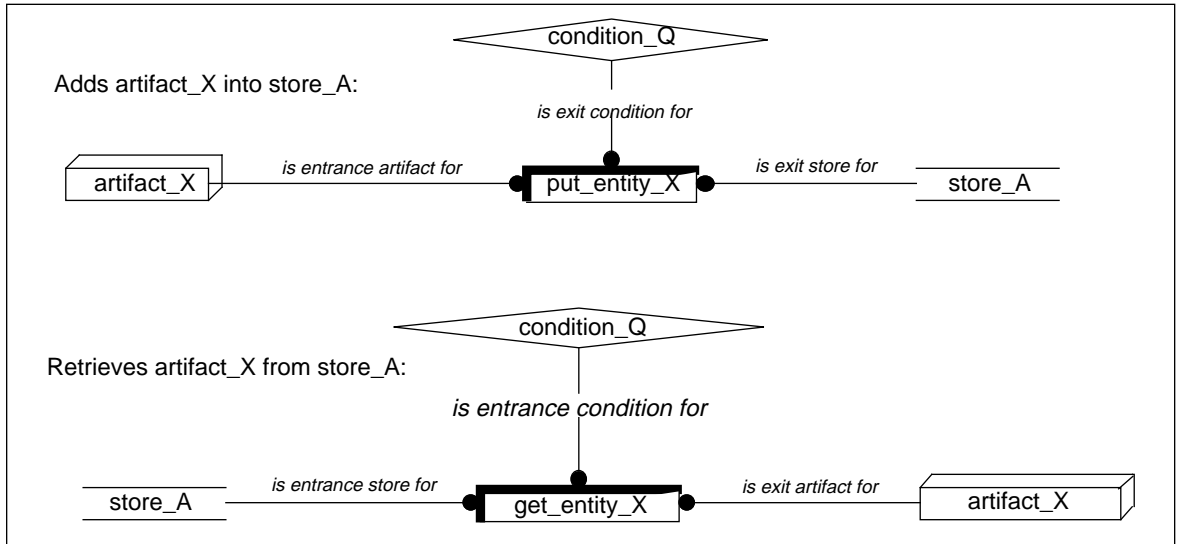 condition_Q
Adds artifact_X into store_A:
is exit condition for
is entrance artifact for
is exit store for
artifact_X
put_entity_X
store_A
condition_Q
Retrieves artifact_X from store_A:
is entrance condition for
is entrance store for
is exit artifact for
store_A
get_entity_X
artifact_X